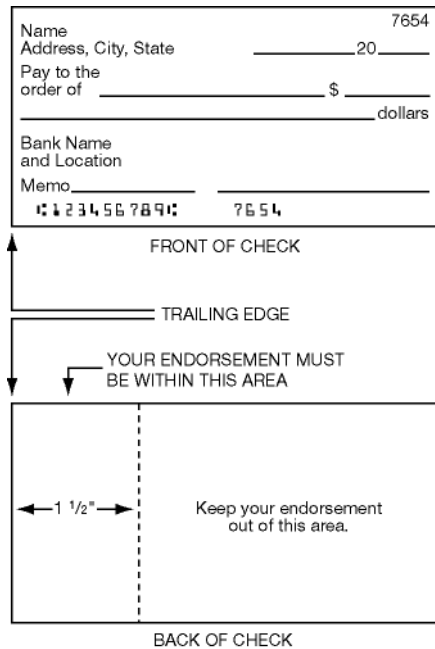 7654
Name
Address, City, State 20
Pay to the
order of $
dollars
Bank Name
and Location
Memo
⑆123456789⑆ 7654
FRONT OF CHECK
TRAILING EDGE
YOUR ENDORSEMENT MUST
BE WITHIN THIS AREA
1 1/2"
Keep your endorsement
out of this area.
BACK OF CHECK